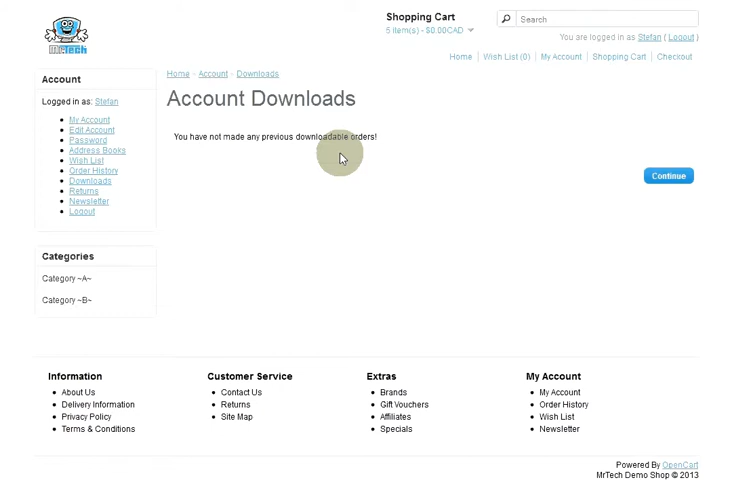 MrTech
Shopping Cart
5 item(s) - $0.00CAD
Search
You are logged in as Stefan ( Logout )
Home | Wish List (0) | My Account | Shopping Cart | Checkout
Account
Logged in as: Stefan
My Account
Edit Account
Password
Address Books
Wish List
Order History
Downloads
Returns
Newsletter
Logout
Categories
Category ~A~
Category ~B~
Home » Account » Downloads
Account Downloads
You have not made any previous downloadable orders!
Continue
Information
About Us
Delivery Information
Privacy Policy
Terms & Conditions
Customer Service
Contact Us
Returns
Site Map
Extras
Brands
Gift Vouchers
Affiliates
Specials
My Account
My Account
Order History
Wish List
Newsletter
Powered By OpenCart
MrTech Demo Shop © 2013